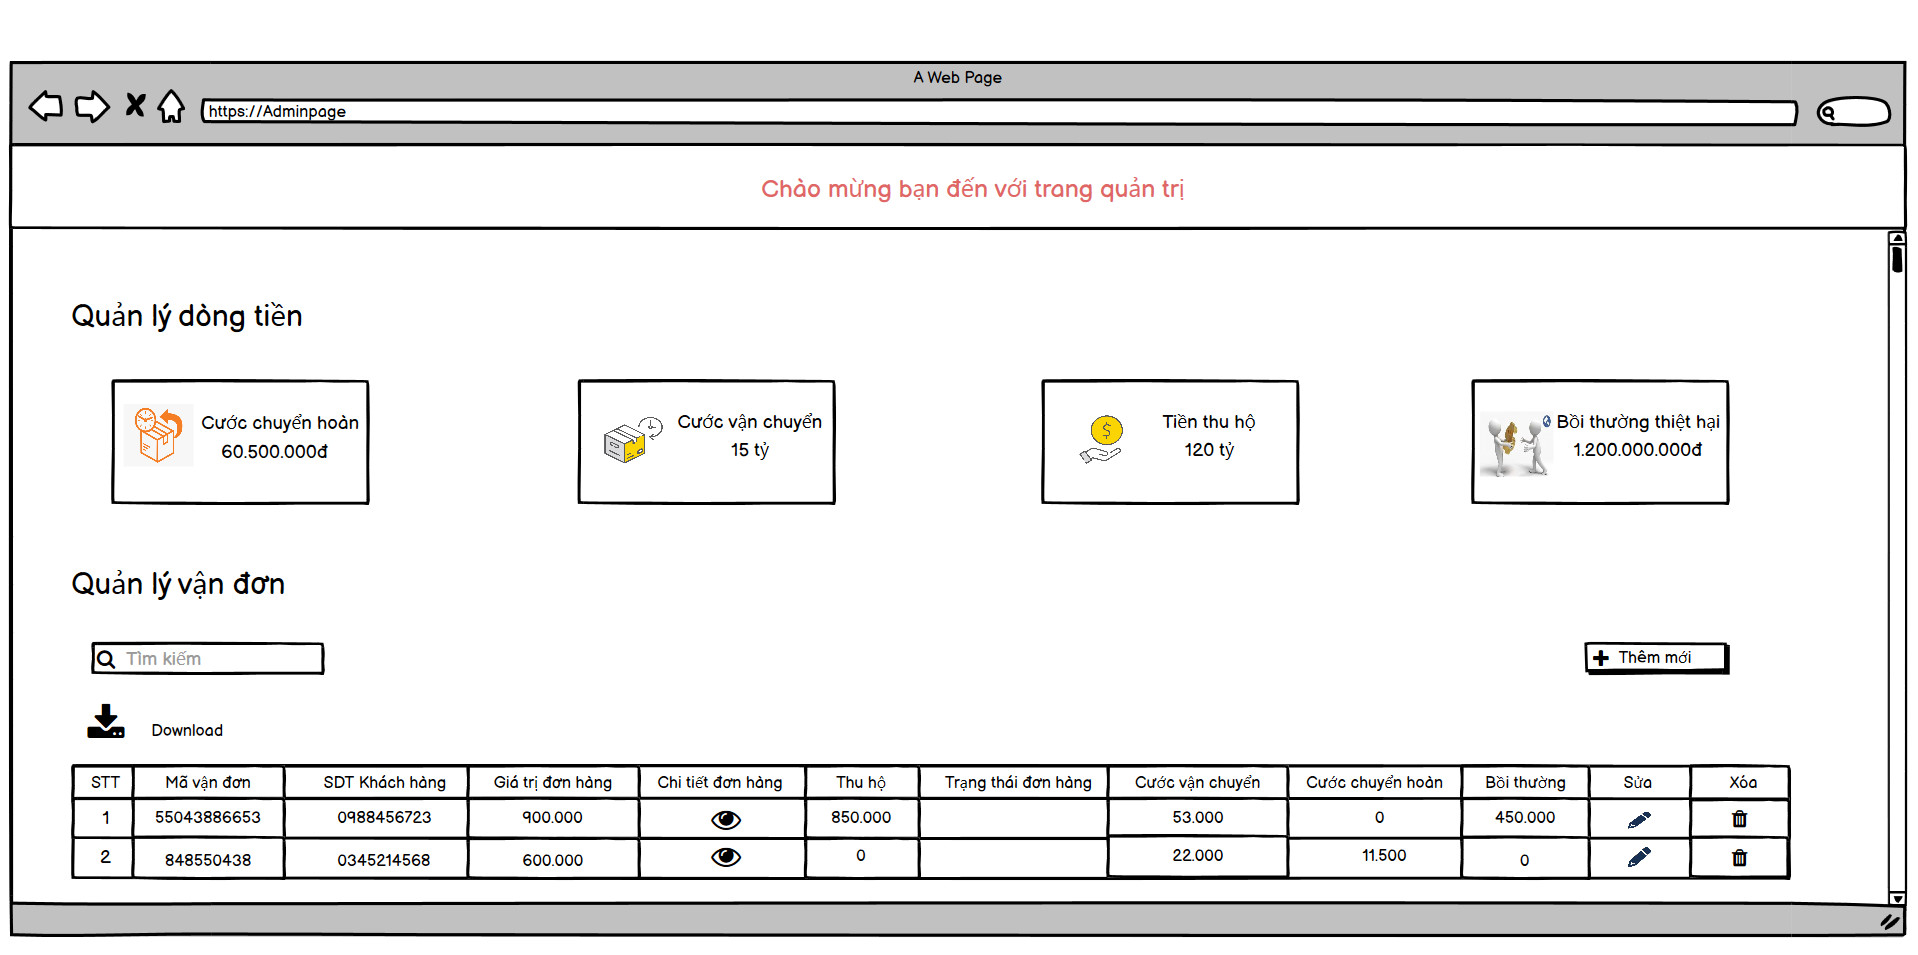 A Web Page
https://Adminpage
Chào mừng bạn đến với trang quản trị
Quản lý dòng tiền
Cước chuyển hoàn
60.500.000đ
Cước vận chuyển
15 tỷ
Tiền thu hộ
120 tỷ
Bồi thường thiệt hại
1.200.000.000đ
Quản lý vận đơn
Tìm kiếm
Thêm mới
Download
STT Mã vận đơn SDT Khách hàng Giá trị đơn hàng Chi tiết đơn hàng Thu hộ Trạng thái đơn hàng Cước vận chuyển Cước chuyển hoàn Bồi thường Sửa Xóa
1 55043886653 0988456723 900.000 850.000 53.000 0 450.000
2 848550438 0345214568 600.000 0 22.000 11.500 0